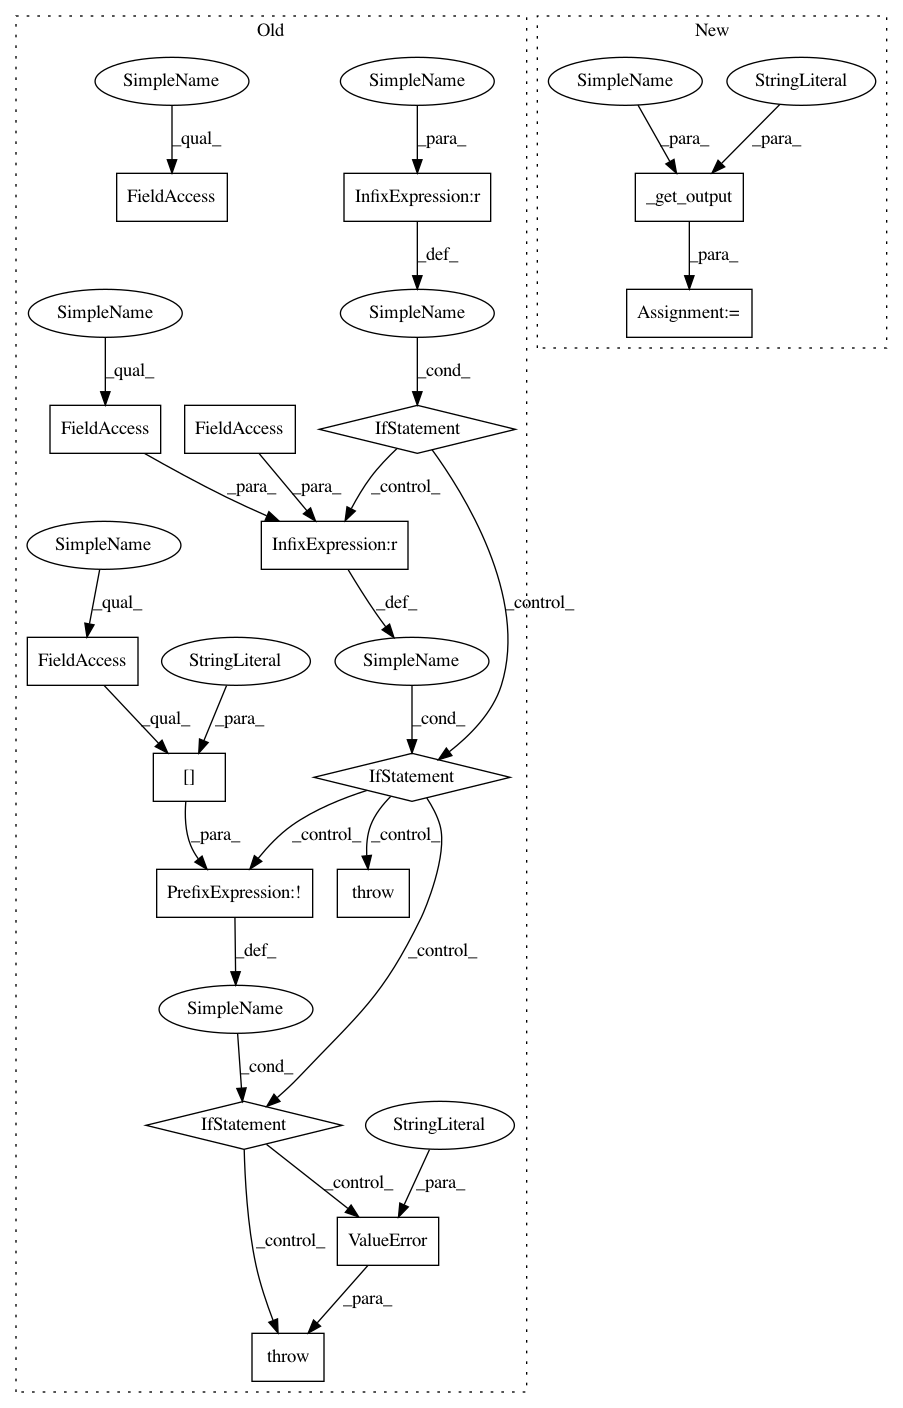 Old
New
SimpleName
SimpleName
SimpleName
StringLiteral
_qual_
_para_
_para_
_para_
FieldAccess
InfixExpression:r
_get_output
_def_
_para_
SimpleName
SimpleName
Assignment:=
_qual_
_cond_
FieldAccess
FieldAccess
IfStatement
_para_
_para_
_control_
SimpleName
InfixExpression:r
_qual_
_def_
_control_
FieldAccess
StringLiteral
SimpleName
_qual_
_para_
_cond_
[]
IfStatement
_para_
_control_
_control_
PrefixExpression:!
throw
_def_
_control_
SimpleName
_cond_
IfStatement
StringLiteral
_control_
_para_
_control_
ValueError
_para_
throw